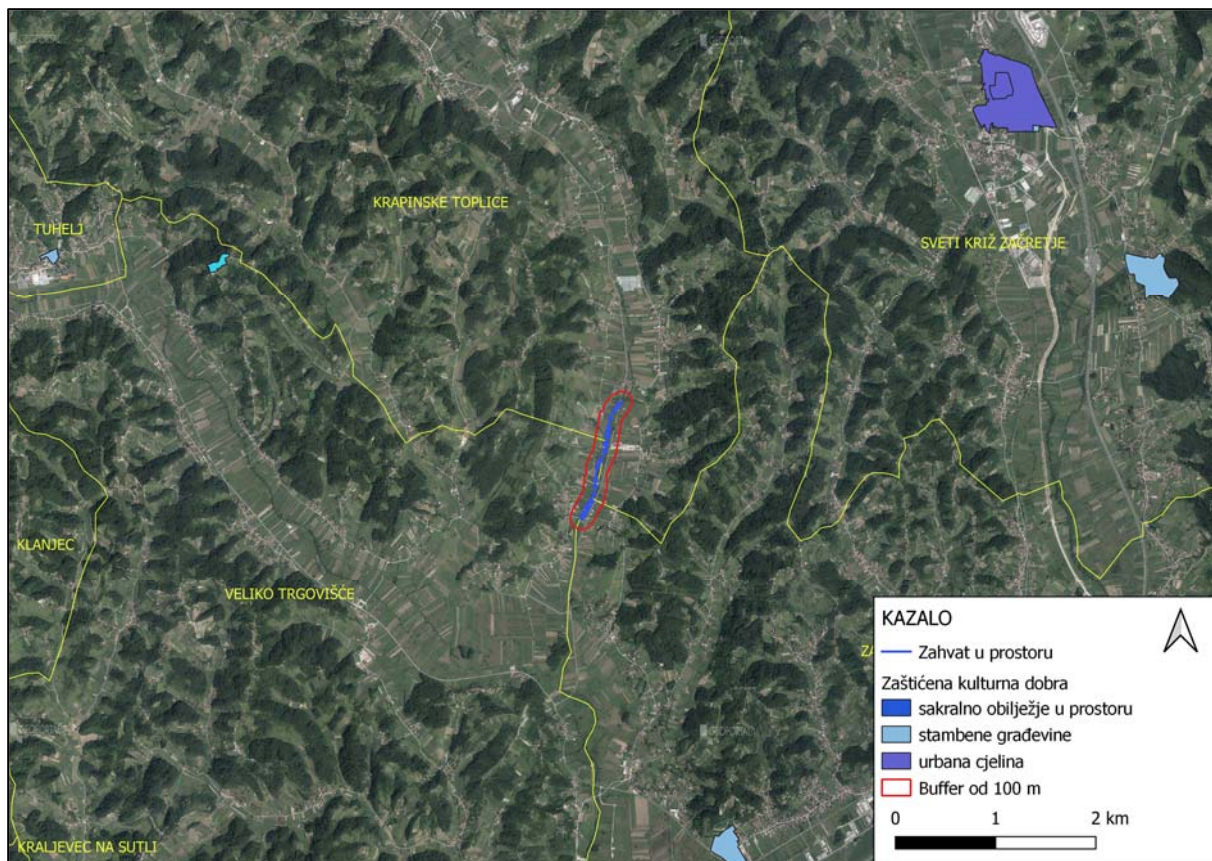 KRAPINSKE TOPLICE
TUHELJ
SVETI KRIŽ ZAČRETJE
KLANJEC
VELIKO TRGOVIŠĆE
KRALJEVEC NA SUTLI
ZA
KAZALO
Zahvat u prostoru
Zaštićena kulturna dobra
sakralno obilježje u prostoru
stambene građevine
urbana cjelina
Buffer od 100 m
0 1 2 km